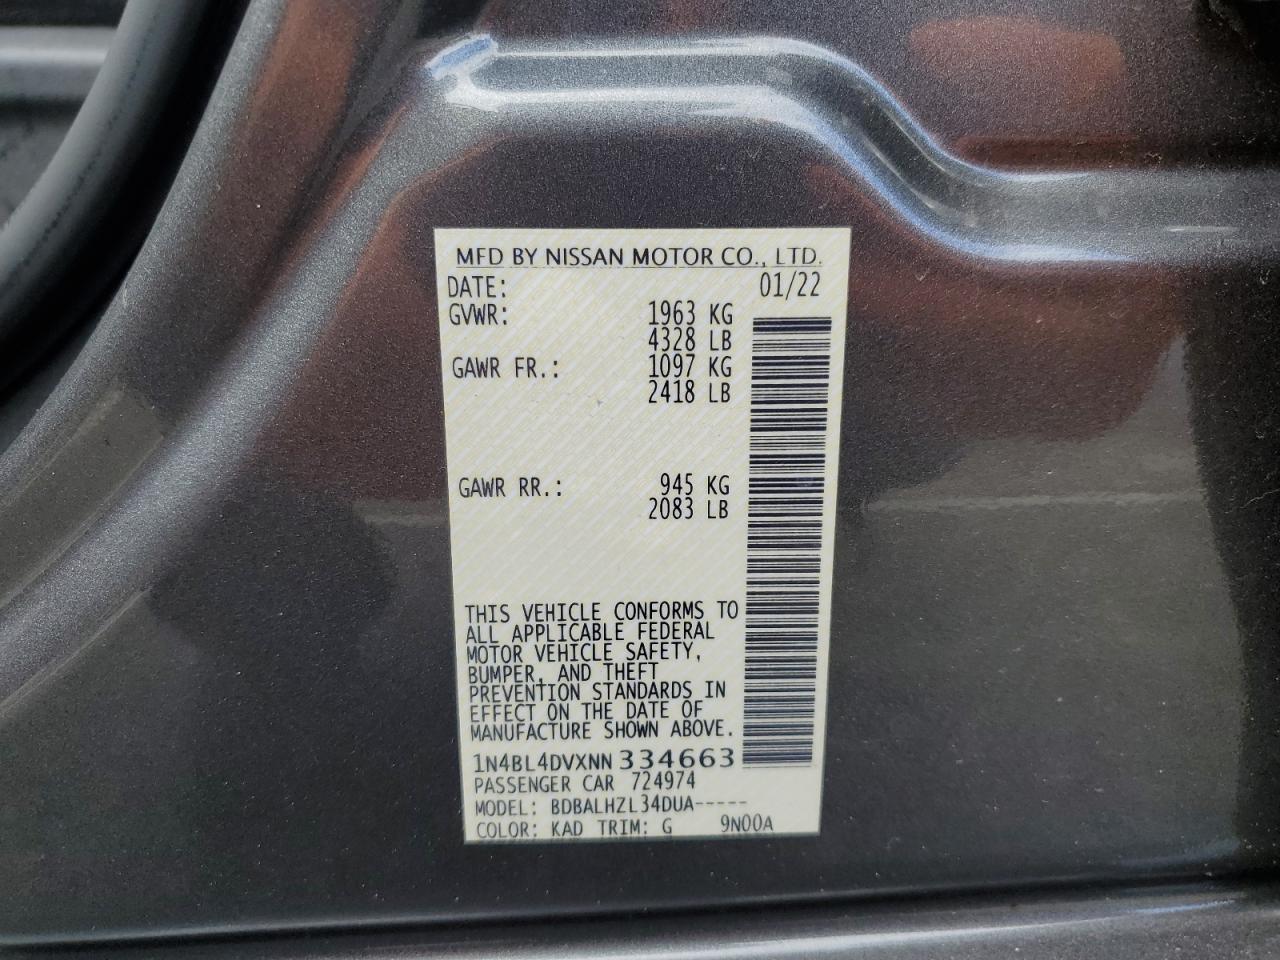 MFD BY NISSAN MOTOR CO., LTD.
DATE: 01/22
GVWR: 1963 KG
4328 LB
GAWR FR.: 1097 KG
2418 LB
GAWR RR.: 945 KG
2083 LB
THIS VEHICLE CONFORMS TO
ALL APPLICABLE FEDERAL
MOTOR VEHICLE SAFETY,
BUMPER, AND THEFT
PREVENTION STANDARDS IN
EFFECT ON THE DATE OF
MANUFACTURE SHOWN ABOVE.
1N4BL4DVXNN334663
PASSENGER CAR 724974
MODEL: BDBALHZL34DUA-----
COLOR: KAD TRIM: G 9N00A